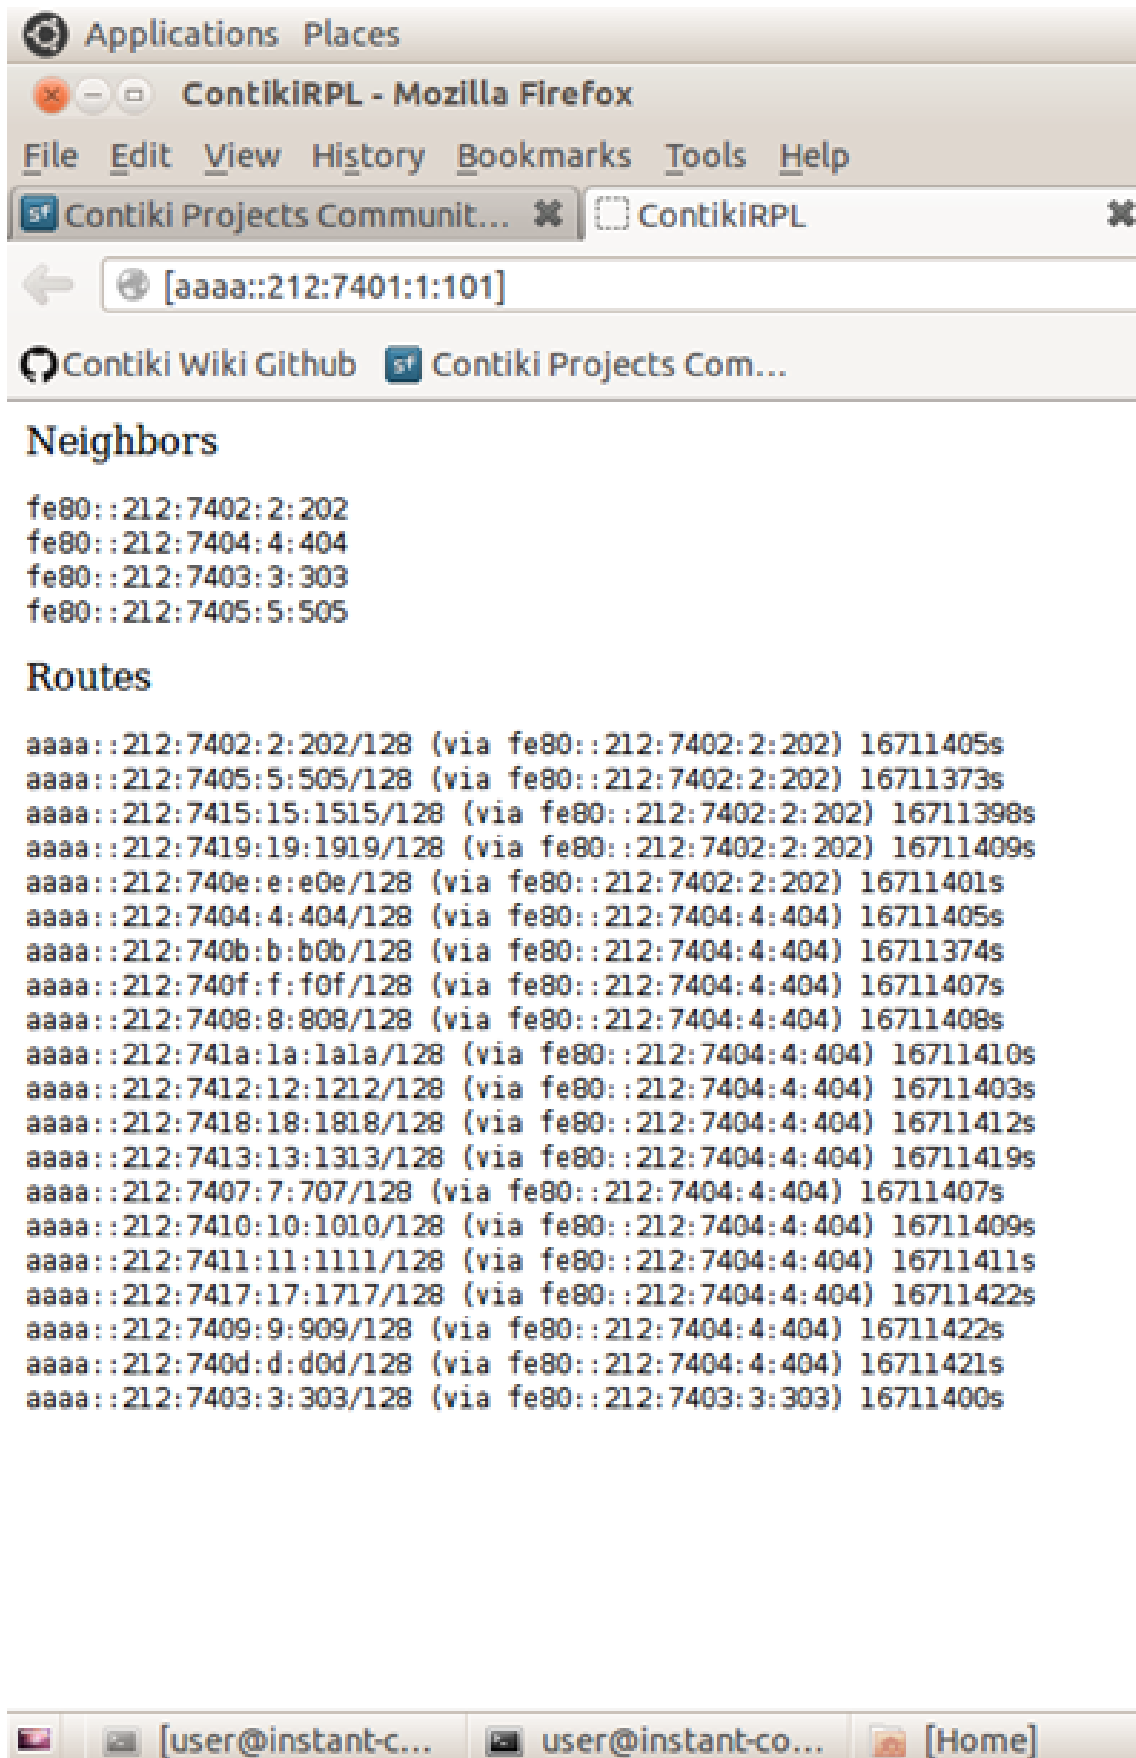 Applications Places
ContikiRPL - Mozilla Firefox
File Edit View History Bookmarks Tools Help
sf Contiki Projects Communit... ContikiRPL
[aaaa::212:7401:1:101]
Contiki Wiki Github sf Contiki Projects Com...
Neighbors
fe80::212:7402:2:202
fe80::212:7404:4:404
fe80::212:7403:3:303
fe80::212:7405:5:505
Routes
aaaa::212:7402:2:202/128 (via fe80::212:7402:2:202) 16711405s
aaaa::212:7405:5:505/128 (via fe80::212:7402:2:202) 16711373s
aaaa::212:7415:15:1515/128 (via fe80::212:7402:2:202) 16711398s
aaaa::212:7419:19:1919/128 (via fe80::212:7402:2:202) 16711409s
aaaa::212:740e:e:e0e/128 (via fe80::212:7402:2:202) 16711401s
aaaa::212:7404:4:404/128 (via fe80::212:7404:4:404) 16711405s
aaaa::212:740b:b:b0b/128 (via fe80::212:7404:4:404) 16711374s
aaaa::212:740f:f:f0f/128 (via fe80::212:7404:4:404) 16711407s
aaaa::212:7408:8:808/128 (via fe80::212:7404:4:404) 16711408s
aaaa::212:741a:1a:1a1a/128 (via fe80::212:7404:4:404) 16711410s
aaaa::212:7412:12:1212/128 (via fe80::212:7404:4:404) 16711403s
aaaa::212:7418:18:1818/128 (via fe80::212:7404:4:404) 16711412s
aaaa::212:7413:13:1313/128 (via fe80::212:7404:4:404) 16711419s
aaaa::212:7407:7:707/128 (via fe80::212:7404:4:404) 16711407s
aaaa::212:7410:10:1010/128 (via fe80::212:7404:4:404) 16711409s
aaaa::212:7411:11:1111/128 (via fe80::212:7404:4:404) 16711411s
aaaa::212:7417:17:1717/128 (via fe80::212:7404:4:404) 16711422s
aaaa::212:7409:9:909/128 (via fe80::212:7404:4:404) 16711422s
aaaa::212:740d:d:d0d/128 (via fe80::212:7404:4:404) 16711421s
aaaa::212:7403:3:303/128 (via fe80::212:7403:3:303) 16711400s
[user@instant-c... user@instant-co... [Home]